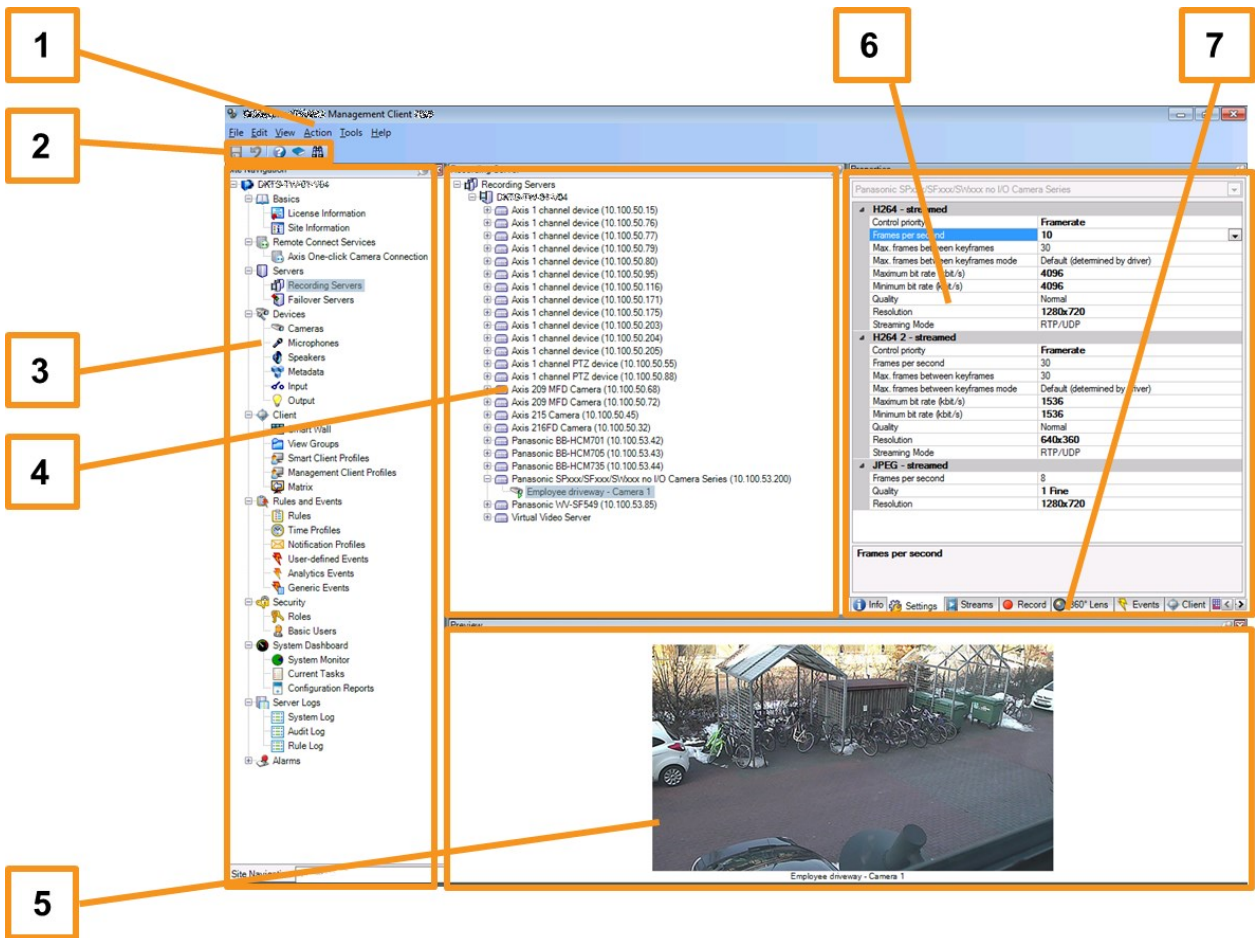 1
6
7
2
3
4
5
Management Client
File Edit View Action Tools Help
Site Navigation
Basics
License Information
Site Information
Remote Connect Services
Axis One-click Camera Connection
Servers
Recording Servers
Failover Servers
Devices
Cameras
Microphones
Speakers
Metadata
Input
Output
Client
Smart Wall
View Groups
Smart Client Profiles
Management Client Profiles
Matrix
Rules and Events
Rules
Time Profiles
Notification Profiles
User-defined Events
Analytics Events
Generic Events
Security
Roles
Basic Users
System Dashboard
System Monitor
Current Tasks
Configuration Reports
Server Logs
System Log
Audit Log
Rule Log
Alarms
Site Navigation
Recording Server
Recording Servers
Axis 1 channel device (10.100.50.15)
Axis 1 channel device (10.100.50.76)
Axis 1 channel device (10.100.50.77)
Axis 1 channel device (10.100.50.79)
Axis 1 channel device (10.100.50.80)
Axis 1 channel device (10.100.50.95)
Axis 1 channel device (10.100.50.116)
Axis 1 channel device (10.100.50.171)
Axis 1 channel device (10.100.50.175)
Axis 1 channel device (10.100.50.203)
Axis 1 channel device (10.100.50.204)
Axis 1 channel device (10.100.50.205)
Axis 1 channel PTZ device (10.100.50.55)
Axis 1 channel PTZ device (10.100.50.88)
Axis 209 MFD Camera (10.100.50.68)
Axis 209 MFD Camera (10.100.50.72)
Axis 215 Camera (10.100.50.45)
Axis 216FD Camera (10.100.50.32)
Panasonic BB-HCM701 (10.100.53.42)
Panasonic BB-HCM705 (10.100.53.43)
Panasonic BB-HCM735 (10.100.53.44)
Panasonic SPxxx/SFxxx/SWxxx no I/O Camera Series (10.100.53.200)
Employee driveway - Camera 1
Panasonic WV-SF549 (10.100.53.85)
Virtual Video Server
Properties
Panasonic SPxxx/SFxxx/SWxxx no I/O Camera Series
H264 - streamed
Control priority Framerate
Frames per second 10
Max. frames between keyframes 30
Max. frames between keyframes mode Default (determined by driver)
Maximum bit rate (kbit/s) 4096
Minimum bit rate (kbit/s) 4096
Quality Normal
Resolution 1280x720
Streaming Mode RTP/UDP
H264 2 - streamed
Control priority Framerate
Frames per second 30
Max. frames between keyframes 30
Max. frames between keyframes mode Default (determined by driver)
Maximum bit rate (kbit/s) 1536
Minimum bit rate (kbit/s) 1536
Quality Normal
Resolution 640x360
Streaming Mode RTP/UDP
JPEG - streamed
Frames per second 8
Quality 1 Fine
Resolution 1280x720
Frames per second
Info Settings Streams Record 360° Lens Events Client
Preview
Employee driveway - Camera 1